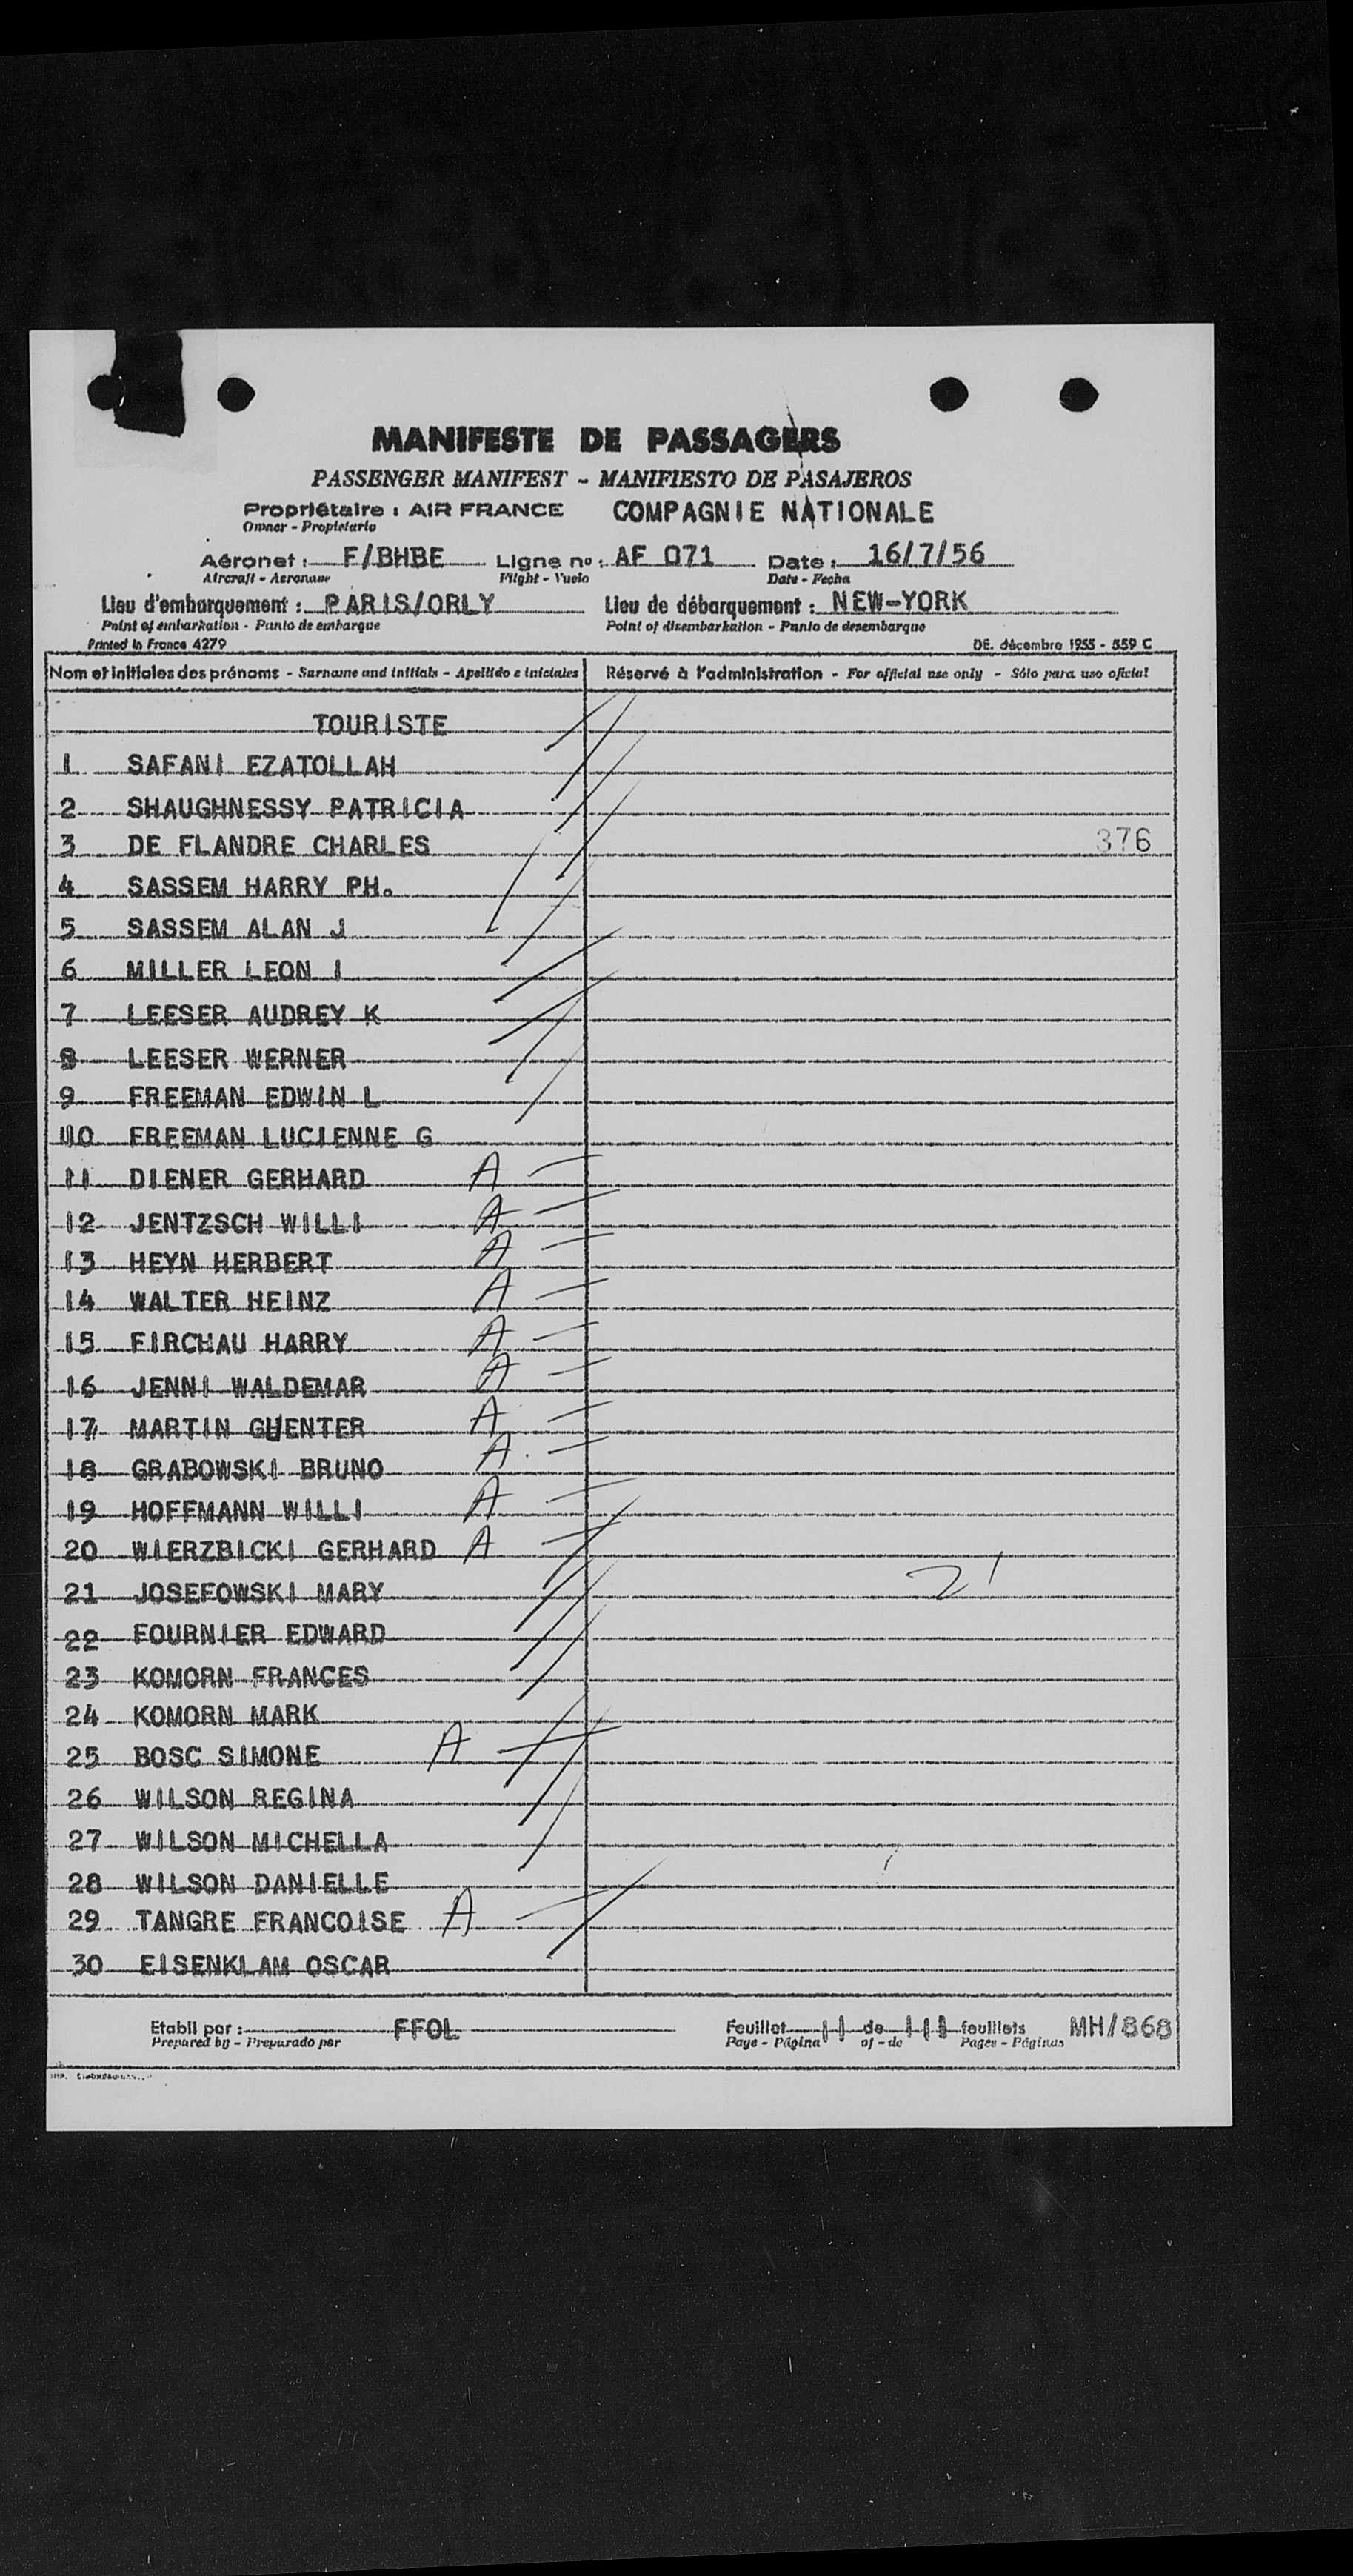 MANIFESTE DE PASSAGERS
PASSENGER MANIFEST - MANIFIESTO DE PASAJEROS
Propriétaire : AIR FRANCE COMPAGNIE NATIONALE
Owner - Propietario
Aéronef : F/BHBE Ligne no : AF 071 Date : 16/7/56
Aircraft - Aeronave Flight - Vuelo Date - Fecha
Lieu d'embarquement : PARIS/ORLY Lieu de débarquement : NEW-YORK
Point of embarkation - Punto de embarque Point of disembarkation - Punto de desembarque
Printed in France 4279 DE. décembre 1955 - 559 C
Nom et initiales des prénoms - Surname and initials - Apellido e iniciales Réservé à l'administration - For official use only - Sólo para uso oficial
TOURISTE
1 SAFANI EZATOLLAH
2 SHAUGHNESSY PATRICIA
3 DE FLANDRE CHARLES 376
4 SASSEM HARRY PH.
5 SASSEM ALAN J
6 MILLER LEON I
7 LEESER AUDREY K
8 LEESER WERNER
9 FREEMAN EDWIN L
10 FREEMAN LUCIENNE G
11 DIENER GERHARD A
12 JENTZSCH WILLI A
13 HEYN HERBERT A
14 WALTER HEINZ A
15 FIRCHAU HARRY A
16 JENNI WALDEMAR A
17 MARTIN GUENTER A
18 GRABOWSKI BRUNO A
19 HOFFMANN WILLI A
20 WIERZBICKI GERHARD A
21 JOSEFOWSKI MARY 21
22 FOURNIER EDWARD
23 KOMORN FRANCES
24 KOMORN MARK
25 BOSC SIMONE A
26 WILSON REGINA
27 WILSON MICHELLA
28 WILSON DANIELLE
29 TANGRE FRANCOISE A
30 EISENKLAM OSCAR
Etabli par : FFOL Feuillet de feuillets MH/868
Prepared by - Preparado por Page - Página of - de Pages - Páginas